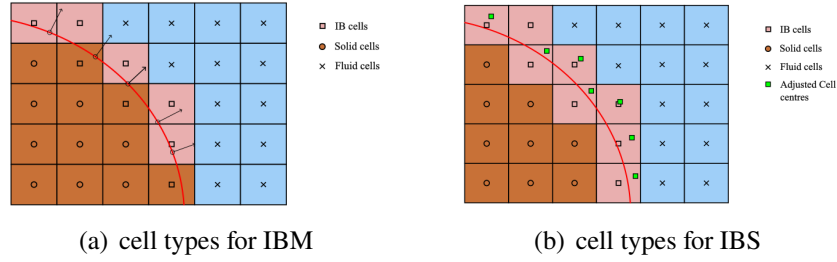 IB cells
Solid cells
Fluid cells
IB cells
Solid cells
Fluid cells
Adjusted Cell
centres
(a) cell types for IBM
(b) cell types for IBS